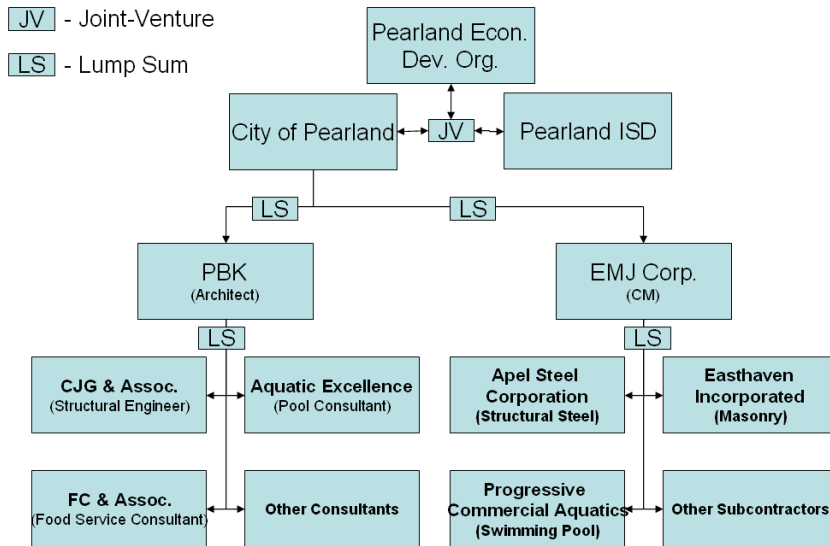 JV - Joint-Venture
LS - Lump Sum
Pearland Econ.
Dev. Org.
City of Pearland
JV
Pearland ISD
LS
LS
PBK
(Architect)
EMJ Corp.
(CM)
LS
LS
CJG & Assoc.
(Structural Engineer)
Aquatic Excellence
(Pool Consultant)
Apel Steel
Corporation
(Structural Steel)
Easthaven
Incorporated
(Masonry)
FC & Assoc.
(Food Service Consultant)
Other Consultants
Progressive
Commercial Aquatics
(Swimming Pool)
Other Subcontractors